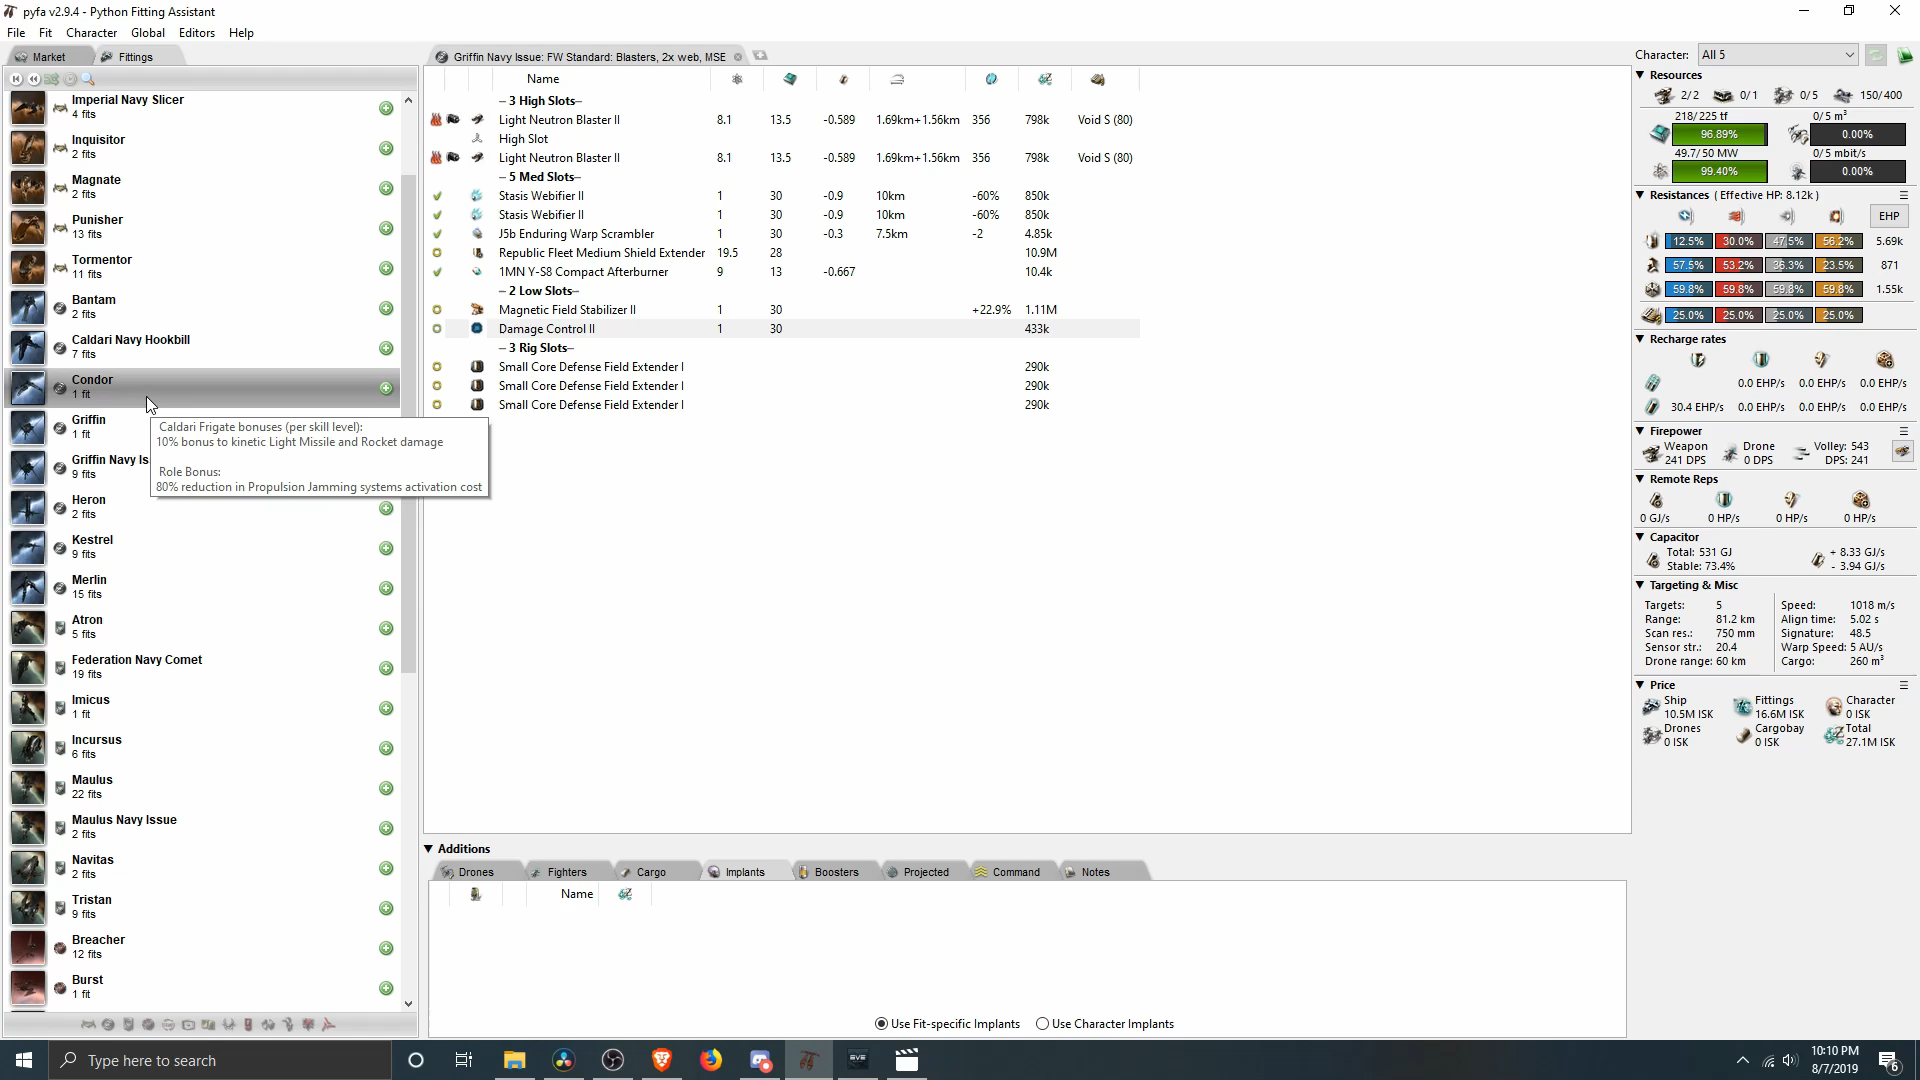 pyfa v2.9.4 - Python Fitting Assistant
File Fit Character Global Editors Help
Market Fittings
Imperial Navy Slicer
4 fits
Inquisitor
2 fits
Magnate
2 fits
Punisher
13 fits
Tormentor
11 fits
Bantam
2 fits
Caldari Navy Hookbill
7 fits
Condor
1 fit
Griffin
1 fit
Griffin Navy Is
9 fits
Heron
2 fits
Kestrel
9 fits
Merlin
15 fits
Atron
5 fits
Federation Navy Comet
19 fits
Imicus
1 fit
Incursus
6 fits
Maulus
22 fits
Maulus Navy Issue
2 fits
Navitas
2 fits
Tristan
9 fits
Breacher
12 fits
Burst
1 fit
Caldari Frigate bonuses (per skill level):
10% bonus to kinetic Light Missile and Rocket damage
Role Bonus:
80% reduction in Propulsion Jamming systems activation cost
Griffin Navy Issue: FW Standard: Blasters, 2x web, MSE
Name
– 3 High Slots–
Light Neutron Blaster II 8.1 13.5 -0.589 1.69km+1.56km 356 798k Void S (80)
High Slot
Light Neutron Blaster II 8.1 13.5 -0.589 1.69km+1.56km 356 798k Void S (80)
– 5 Med Slots–
Stasis Webifier II 1 30 -0.9 10km -60% 850k
Stasis Webifier II 1 30 -0.9 10km -60% 850k
J5b Enduring Warp Scrambler 1 30 -0.3 7.5km -2 4.85k
Republic Fleet Medium Shield Extender 19.5 28 10.9M
1MN Y-S8 Compact Afterburner 9 13 -0.667 10.4k
– 2 Low Slots–
Magnetic Field Stabilizer II 1 30 +22.9% 1.11M
Damage Control II 1 30 433k
– 3 Rig Slots–
Small Core Defense Field Extender I 290k
Small Core Defense Field Extender I 290k
Small Core Defense Field Extender I 290k
Additions
Drones Fighters Cargo Implants Boosters Projected Command Notes
Name
Use Fit-specific Implants Use Character Implants
Character: All 5
Resources
2/2 0/1 0/5 150/400
218/225 tf 0/5 m³
96.89% 0.00%
49.7/50 MW 0/5 mbit/s
99.40% 0.00%
Resistances ( Effective HP: 8.12k )
EHP
12.5% 30.0% 47.5% 56.2% 5.69k
57.5% 53.2% 36.3% 23.5% 871
59.8% 59.8% 59.8% 59.8% 1.55k
25.0% 25.0% 25.0% 25.0%
Recharge rates
0.0 EHP/s 0.0 EHP/s 0.0 EHP/s
30.4 EHP/s 0.0 EHP/s 0.0 EHP/s 0.0 EHP/s
Firepower
Weapon Drone Volley: 543
241 DPS 0 DPS DPS: 241
Remote Reps
0 GJ/s 0 HP/s 0 HP/s 0 HP/s
Capacitor
Total: 531 GJ + 8.33 GJ/s
Stable: 73.4% - 3.94 GJ/s
Targeting & Misc
Targets: 5 Speed: 1018 m/s
Range: 81.2 km Align time: 5.02 s
Scan res.: 750 mm Signature: 48.5
Sensor str.: 20.4 Warp Speed: 5 AU/s
Drone range: 60 km Cargo: 260 m³
Price
Ship Fittings Character
10.5M ISK 16.6M ISK 0 ISK
Drones Cargobay Total
0 ISK 0 ISK 27.1M ISK
Type here to search
EVE
10:10 PM
8/7/2019
6